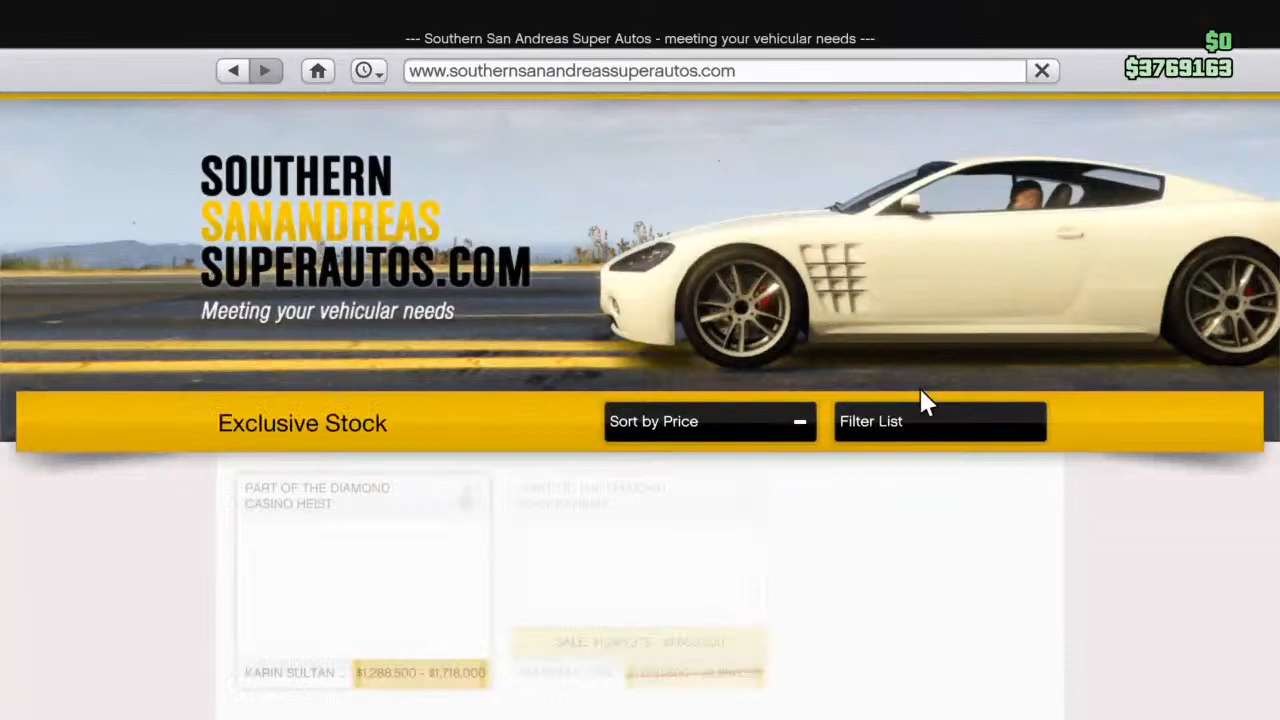 --- Southern San Andreas Super Autos - meeting your vehicular needs ---
$0
$3769163
www.southernsanandreassuperautos.com
SOUTHERN
SANANDREAS
SUPERAUTOS.COM
Meeting your vehicular needs
Exclusive Stock
Sort by Price
Filter List
PART OF THE DIAMOND
CASINO HEIST
KARIN SULTAN ...
$1,288,500 - $1,718,000